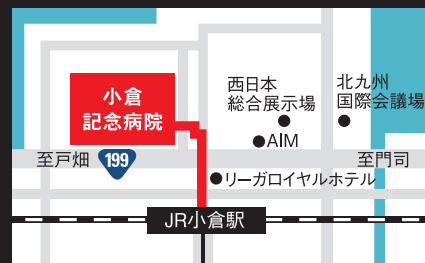 小倉
記念病院
西日本
総合展示場
北九州
国際会議場
AIM
至戸畑
199
至門司
リーガロイヤルホテル
JR小倉駅